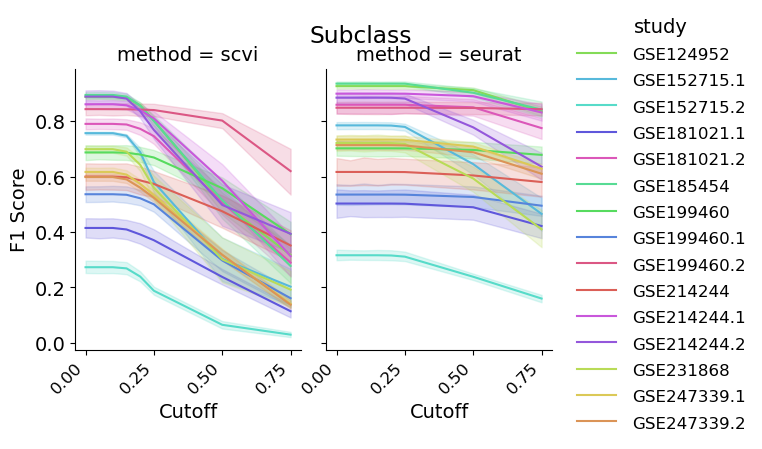 Subclass
method = scvi
method = seurat
F1 Score
0.8
0.6
0.4
0.2
0.0
0.00
0.25
0.50
0.75
0.00
0.25
0.50
0.75
Cutoff
Cutoff
study
GSE124952
GSE152715.1
GSE152715.2
GSE181021.1
GSE181021.2
GSE185454
GSE199460
GSE199460.1
GSE199460.2
GSE214244
GSE214244.1
GSE214244.2
GSE231868
GSE247339.1
GSE247339.2